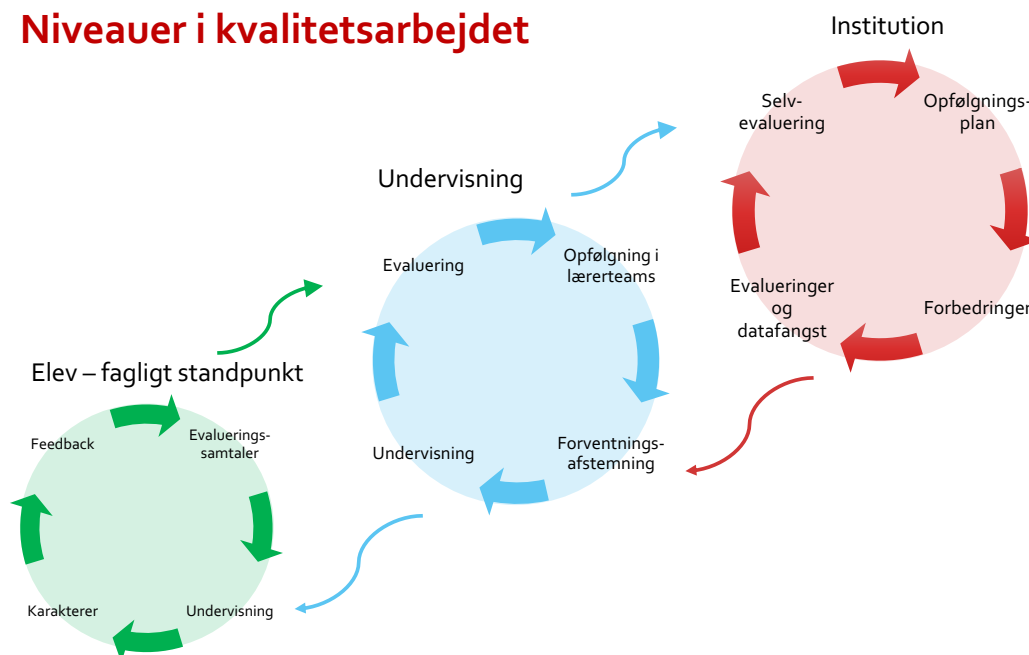 Niveauer i kvalitetsarbejdet
Institution
Selv-
evaluering
Opfølgnings-
plan
Evalueringer
og
datafangst
Forbedringer
Undervisning
Evaluering
Opfølgning i
lærerteams
Undervisning
Forventnings-
afstemning
Elev – fagligt standpunkt
Feedback
Evaluerings-
samtaler
Karakterer
Undervisning